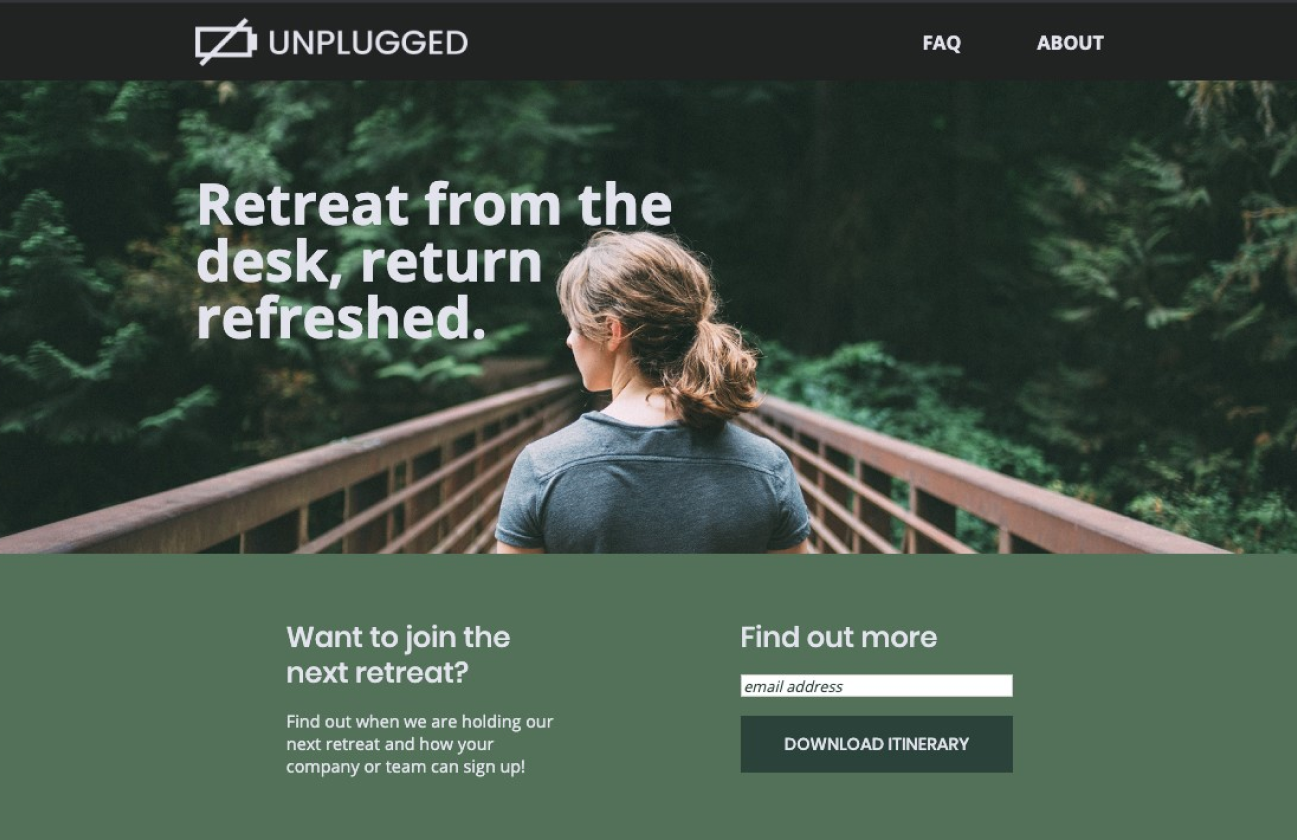 UNPLUGGED
FAQ
ABOUT
Retreat from the
desk, return
refreshed.
Want to join the
next retreat?
Find out when we are holding our
next retreat and how your
company or team can sign up!
Find out more
email address
DOWNLOAD ITINERARY